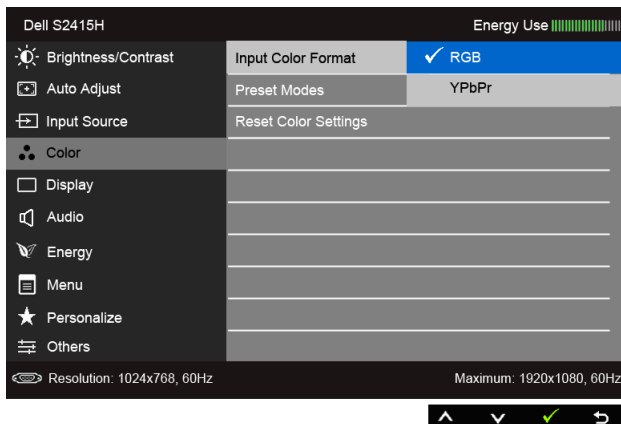 Dell S2415H Energy Use
Brightness/Contrast Input Color Format RGB
Auto Adjust Preset Modes YPbPr
Input Source Reset Color Settings
Color
Display
Audio
Energy
Menu
Personalize
Others
Resolution: 1024x768, 60Hz Maximum: 1920x1080, 60Hz